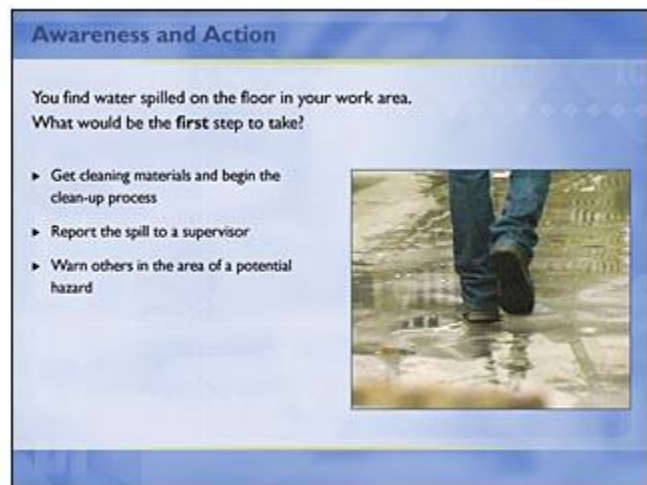 Awareness and Action
You find water spilled on the floor in your work area.
What would be the first step to take?
▸ Get cleaning materials and begin the
clean-up process
▸ Report the spill to a supervisor
▸ Warn others in the area of a potential
hazard